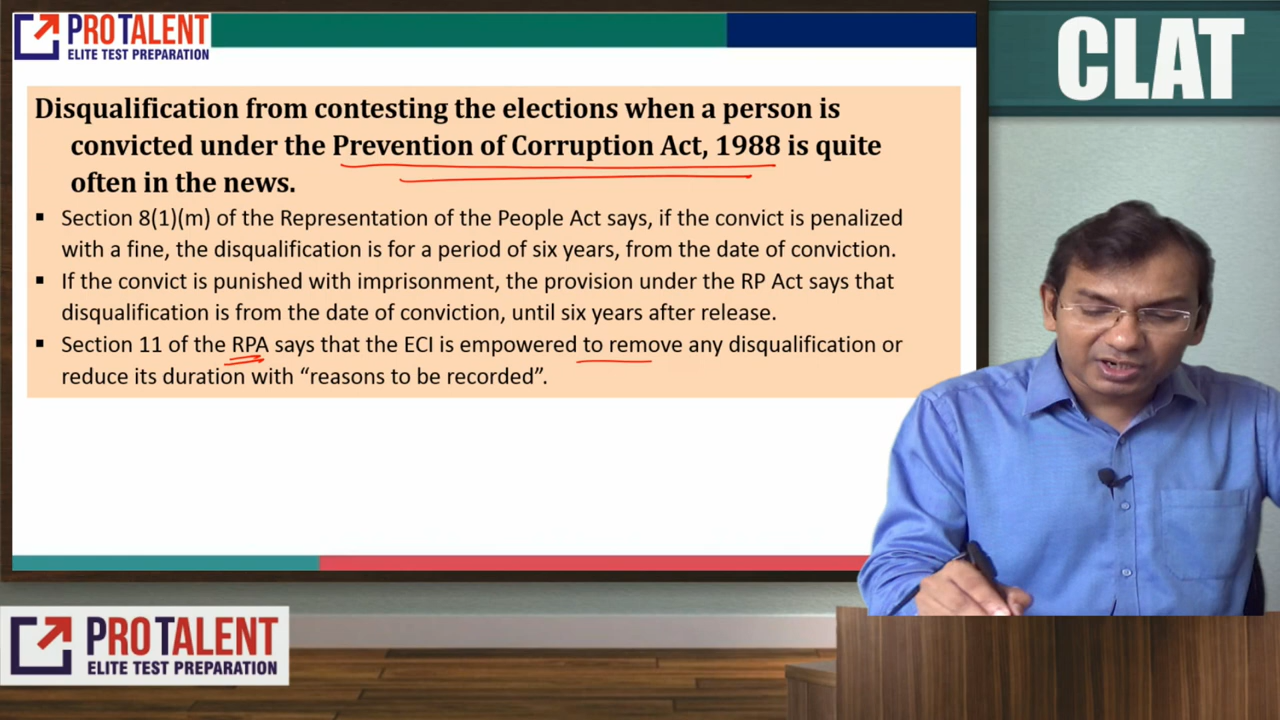 PROTALENT
ELITE TEST PREPARATION
CLAT
Disqualification from contesting the elections when a person is
convicted under the Prevention of Corruption Act, 1988 is quite
often in the news.
▪ Section 8(1)(m) of the Representation of the People Act says, if the convict is penalized
with a fine, the disqualification is for a period of six years, from the date of conviction.
▪ If the convict is punished with imprisonment, the provision under the RP Act says that
disqualification is from the date of conviction, until six years after release.
▪ Section 11 of the RPA says that the ECI is empowered to remove any disqualification or
reduce its duration with “reasons to be recorded”.
PROTALENT
ELITE TEST PREPARATION